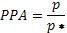 PPA = p / p*